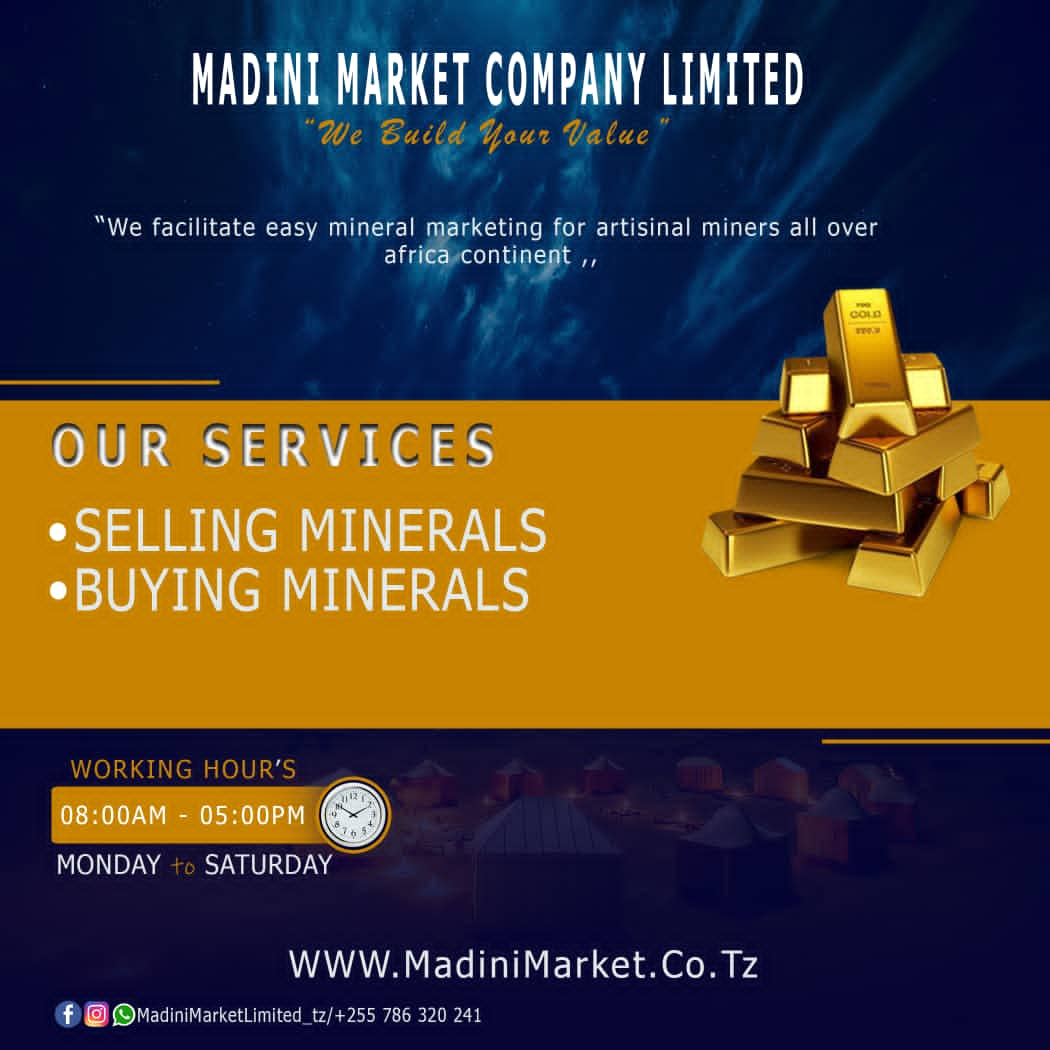 MADINI MARKET COMPANY LIMITED
“We Build Your Value”
“We facilitate easy mineral marketing for artisinal miners all over
africa continent ,,
GOLD
OUR SERVICES
•SELLING MINERALS
•BUYING MINERALS
WORKING HOUR’S
08:00AM - 05:00PM
MONDAY to SATURDAY
WWW.MadiniMarket.Co.Tz
MadiniMarketLimited_tz/+255 786 320 241